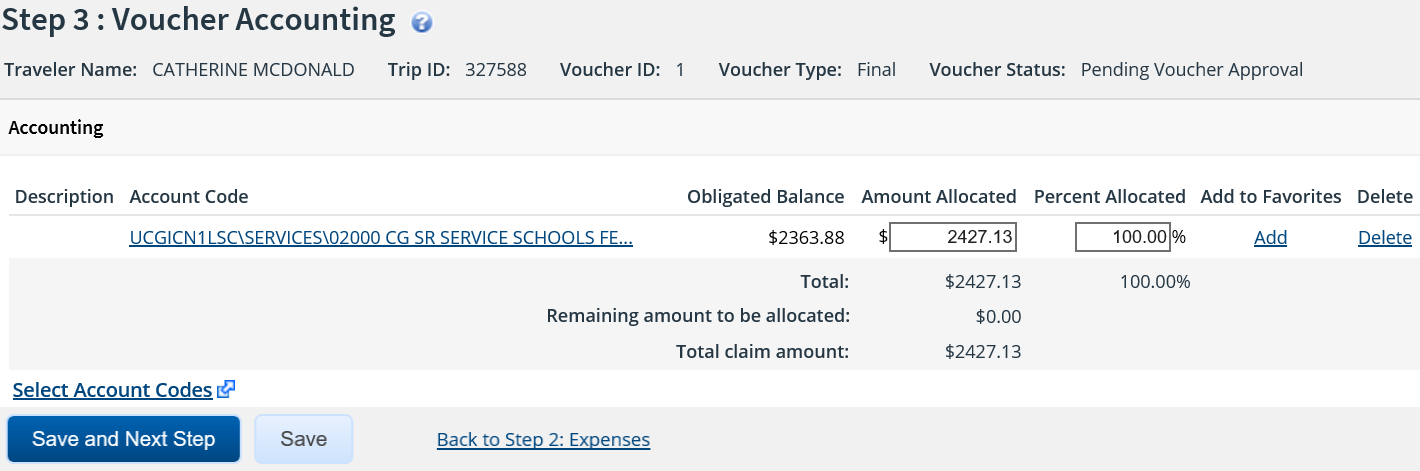 Step 3 : Voucher Accounting ?
Traveler Name: CATHERINE MCDONALD Trip ID: 327588 Voucher ID: 1 Voucher Type: Final Voucher Status: Pending Voucher Approval
Accounting
Description Account Code Obligated Balance Amount Allocated Percent Allocated Add to Favorites Delete
UCGICN1LSC\SERVICES\02000 CG SR SERVICE SCHOOLS FE... $2363.88 $ 2427.13 100.00 % Add Delete
Total: $2427.13 100.00%
Remaining amount to be allocated: $0.00
Total claim amount: $2427.13
Select Account Codes
Save and Next Step Save Back to Step 2: Expenses